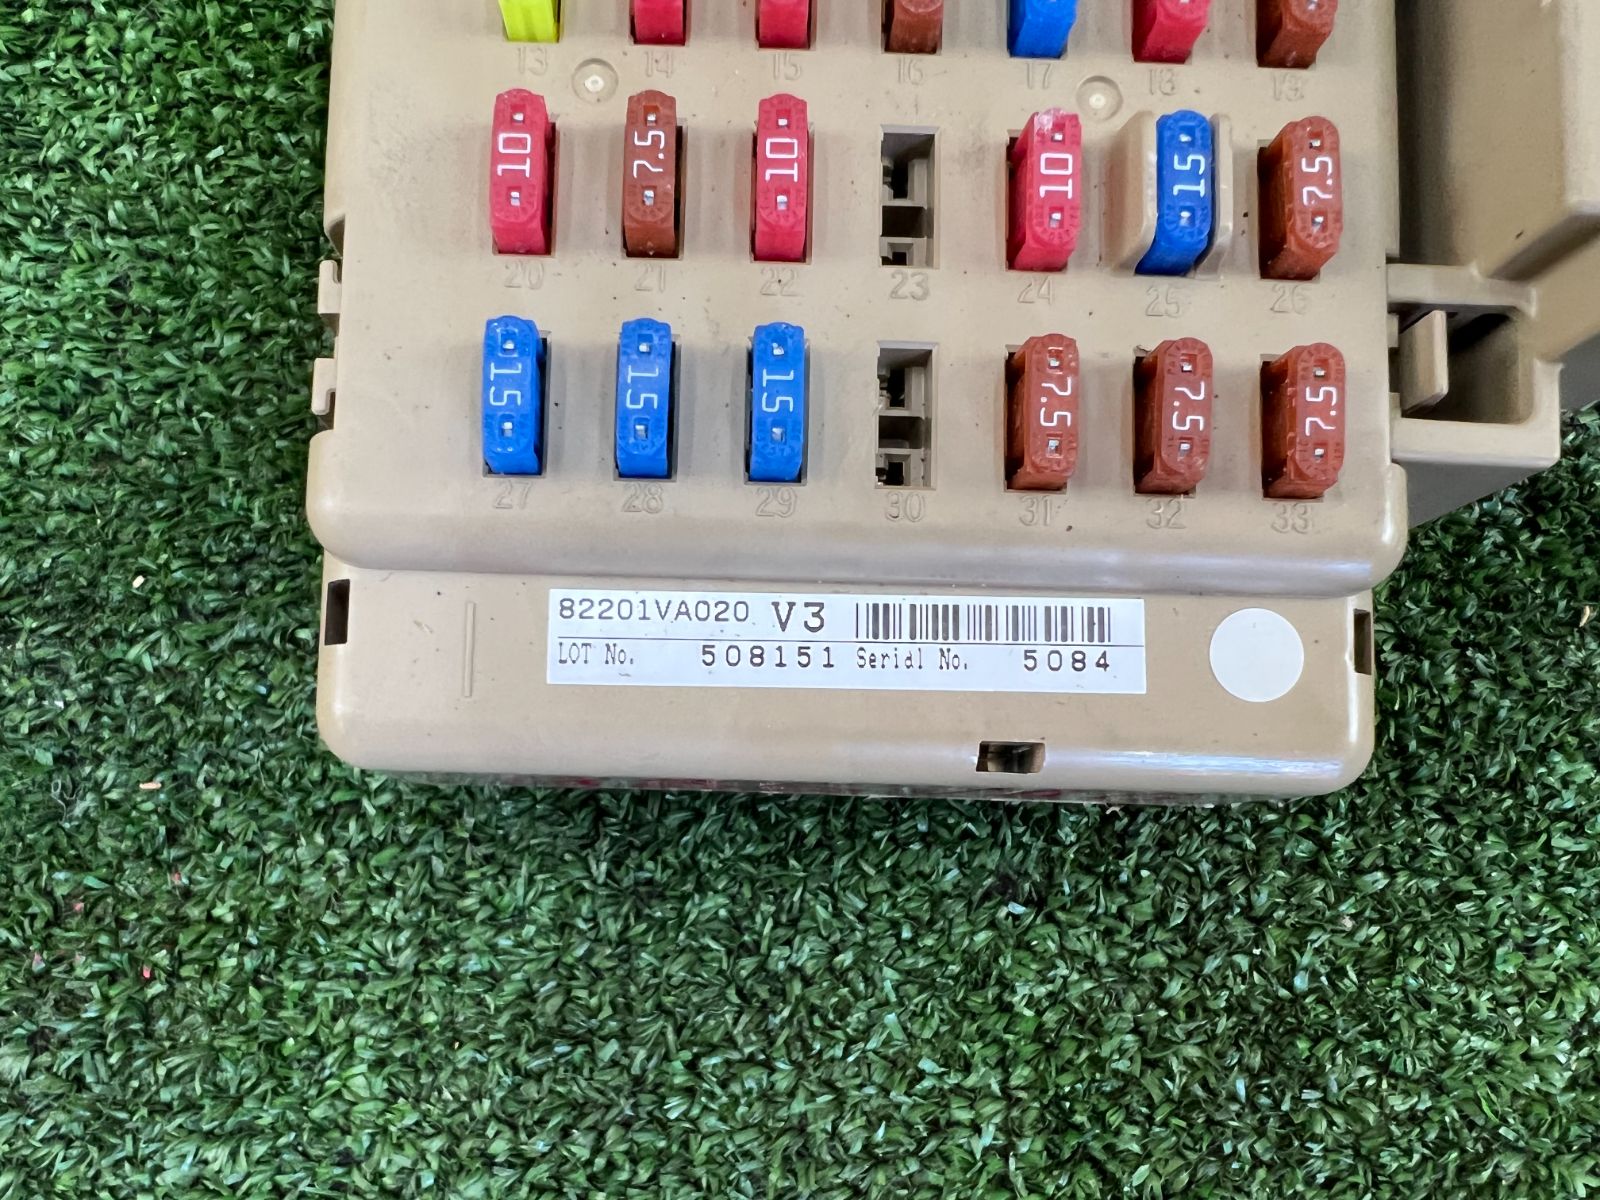 13 14 15 16 17 18 19
10 7.5 10 10 15 7.5
20 21 22 23 24 25 26
15 15 15 7.5 7.5 7.5
27 28 29 30 31 32 33
82201VA020 V3
LOT No. 508151 Serial No. 5084